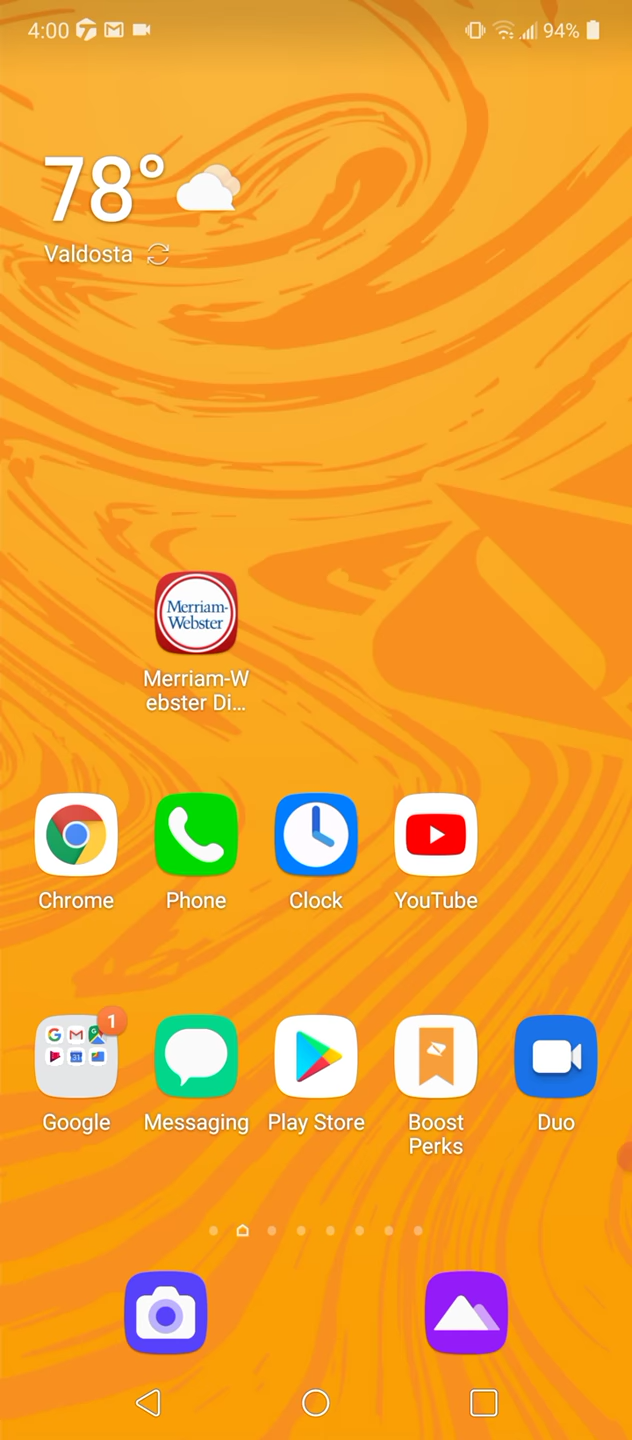 4:00
94%
78°
Valdosta
Merriam-
Webster
Merriam-W
ebster Di...
Chrome
Phone
Clock
YouTube
1
G
31
Google
Messaging
Play Store
Boost
Perks
Duo